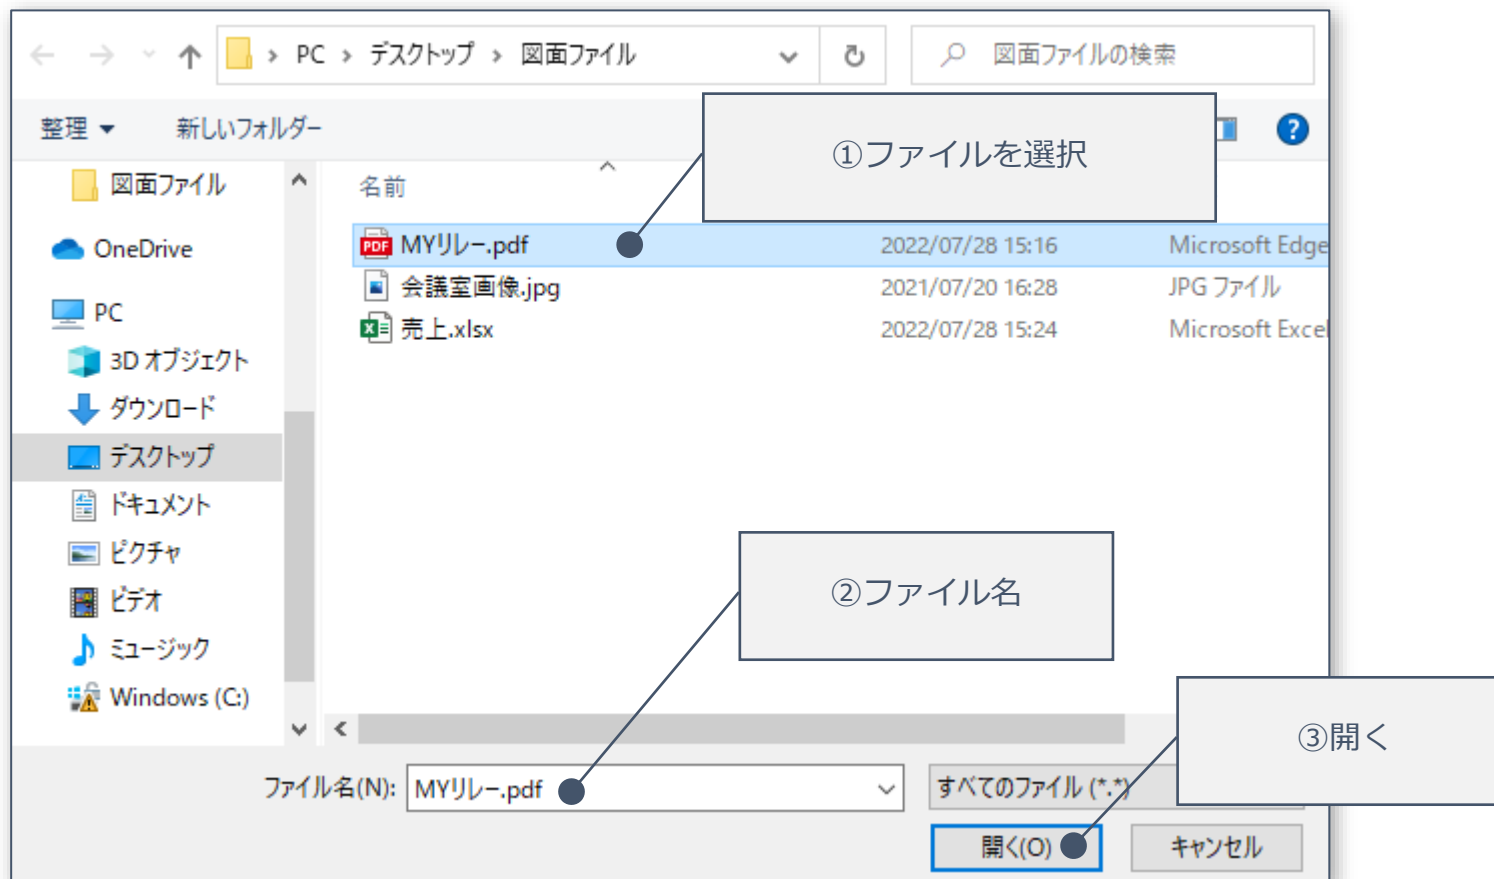 PC › デスクトップ › 図面ファイル
図面ファイルの検索
整理 新しいフォルダー
①ファイルを選択
図面ファイル
OneDrive
PC
3D オブジェクト
ダウンロード
デスクトップ
ドキュメント
ピクチャ
ビデオ
ミュージック
Windows (C:)
名前
MYリレー.pdf 2022/07/28 15:16 Microsoft Edge
会議室画像.jpg 2021/07/20 16:28 JPG ファイル
売上.xlsx 2022/07/28 15:24 Microsoft Excel
②ファイル名
③開く
ファイル名(N): MYリレー.pdf すべてのファイル (*.*)
開く(O) キャンセル